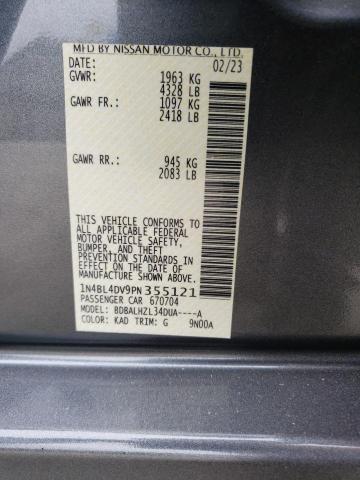 MFD BY NISSAN MOTOR CO., LTD.
DATE: 02/23
GVWR: 1963 KG
4328 LB
GAWR FR.: 1097 KG
2418 LB
GAWR RR.: 945 KG
2083 LB
THIS VEHICLE CONFORMS TO
ALL APPLICABLE FEDERAL
MOTOR VEHICLE SAFETY,
BUMPER, AND THEFT
PREVENTION STANDARDS
IN EFFECT ON THE DATE OF
MANUFACTURE SHOWN ABOVE.
1N4BL4DV9PN355121
PASSENGER CAR 670704
MODEL: BDBALHZL34DUA----A
COLOR: KAD TRIM: G 9N00A